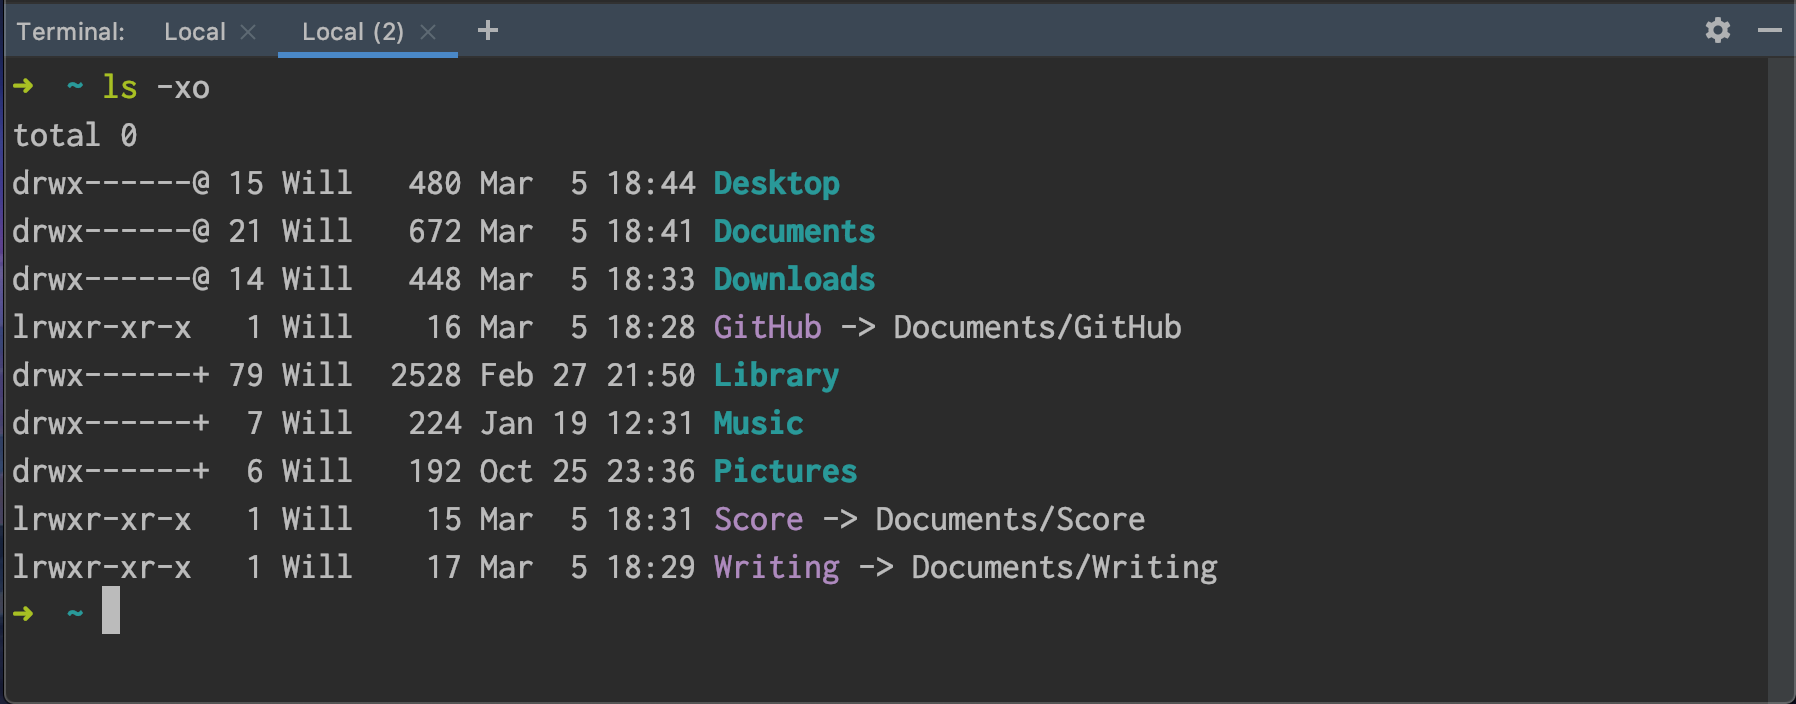 Terminal: Local × Local (2) × +
➜ ~ ls -xo
total 0
drwx------@ 15 Will   480 Mar  5 18:44 Desktop
drwx------@ 21 Will   672 Mar  5 18:41 Documents
drwx------@ 14 Will   448 Mar  5 18:33 Downloads
lrwxr-xr-x   1 Will    16 Mar  5 18:28 GitHub -> Documents/GitHub
drwx------+ 79 Will  2528 Feb 27 21:50 Library
drwx------+  7 Will   224 Jan 19 12:31 Music
drwx------+  6 Will   192 Oct 25 23:36 Pictures
lrwxr-xr-x   1 Will    15 Mar  5 18:31 Score -> Documents/Score
lrwxr-xr-x   1 Will    17 Mar  5 18:29 Writing -> Documents/Writing
➜ ~